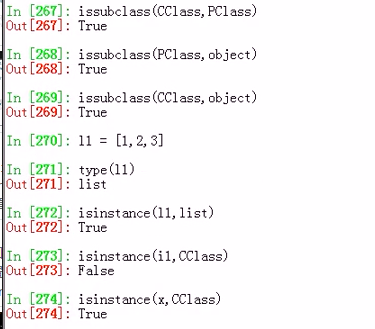 In [267]: issubclass(CClass,PClass)
Out[267]: True
In [268]: issubclass(PClass,object)
Out[268]: True
In [269]: issubclass(CClass,object)
Out[269]: True
In [270]: l1 = [1,2,3]
In [271]: type(l1)
Out[271]: list
In [272]: isinstance(l1,list)
Out[272]: True
In [273]: isinstance(i1,CClass)
Out[273]: False
In [274]: isinstance(x,CClass)
Out[274]: True